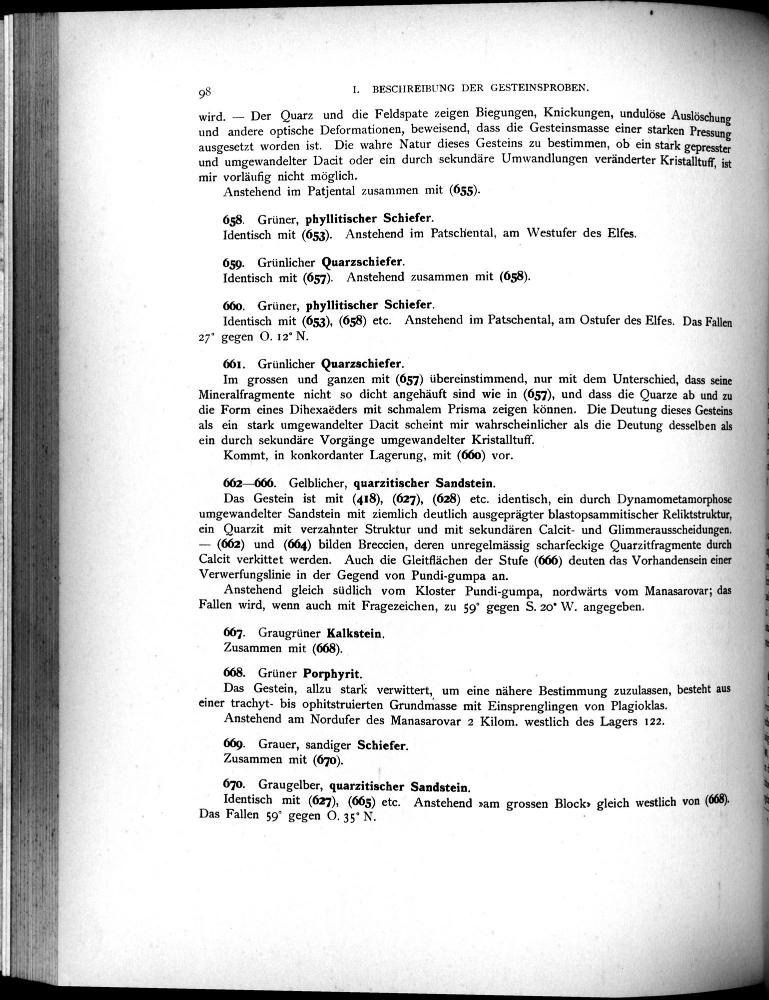 98 I. BESCHREIBUNG DER GESTEINSPROBEN.
wird. — Der Quarz und die Feldspate zeigen Biegungen, Knickungen, undulöse Auslöschung
und andere optische Deformationen, beweisend, dass die Gesteinsmasse einer starken Pressung
ausgesetzt worden ist. Die wahre Natur dieses Gesteins zu bestimmen, ob ein stark gepresster
und umgewandelter Dacit oder ein durch sekundäre Umwandlungen veränderter Kristalltuff, ist
mir vorläufig nicht möglich.
Anstehend im Patjental zusammen mit (655).
658. Grüner, phyllitischer Schiefer.
Identisch mit (653). Anstehend im Patschental, am Westufer des Elfes.
659. Grünlicher Quarzschiefer.
Identisch mit (657). Anstehend zusammen mit (658).
660. Grüner, phyllitischer Schiefer.
Identisch mit (653), (658) etc. Anstehend im Patschental, am Ostufer des Elfes. Das Fallen
27° gegen O. 12° N.
661. Grünlicher Quarzschiefer.
Im grossen und ganzen mit (657) übereinstimmend, nur mit dem Unterschied, dass seine
Mineralfragmente nicht so dicht angehäuft sind wie in (657), und dass die Quarze ab und zu
die Form eines Dihexaëders mit schmalem Prisma zeigen können. Die Deutung dieses Gesteins
als ein stark umgewandelter Dacit scheint mir wahrscheinlicher als die Deutung desselben als
ein durch sekundäre Vorgänge umgewandelter Kristalltuff.
Kommt, in konkordanter Lagerung, mit (660) vor.
662—666. Gelblicher, quarzitischer Sandstein.
Das Gestein ist mit (418), (627), (628) etc. identisch, ein durch Dynamometamorphose
umgewandelter Sandstein mit ziemlich deutlich ausgeprägter blastopsammitischer Reliktstruktur,
ein Quarzit mit verzahnter Struktur und mit sekundären Calcit- und Glimmerausscheidungen.
— (662) und (664) bilden Breccien, deren unregelmässig scharfeckige Quarzitfragmente durch
Calcit verkittet werden. Auch die Gleitflächen der Stufe (666) deuten das Vorhandensein einer
Verwerfungslinie in der Gegend von Pundi-gumpa an.
Anstehend gleich südlich vom Kloster Pundi-gumpa, nordwärts vom Manasarovar; das
Fallen wird, wenn auch mit Fragezeichen, zu 59° gegen S. 20° W. angegeben.
667. Graugrüner Kalkstein.
Zusammen mit (668).
668. Grüner Porphyrit.
Das Gestein, allzu stark verwittert, um eine nähere Bestimmung zuzulassen, besteht aus
einer trachyt- bis ophitstruierten Grundmasse mit Einsprenglingen von Plagioklas.
Anstehend am Nordufer des Manasarovar 2 Kilom. westlich des Lagers 122.
669. Grauer, sandiger Schiefer.
Zusammen mit (670).
670. Graugelber, quarzitischer Sandstein.
Identisch mit (627), (665) etc. Anstehend »am grossen Block» gleich westlich von (668).
Das Fallen 59° gegen O. 35° N.